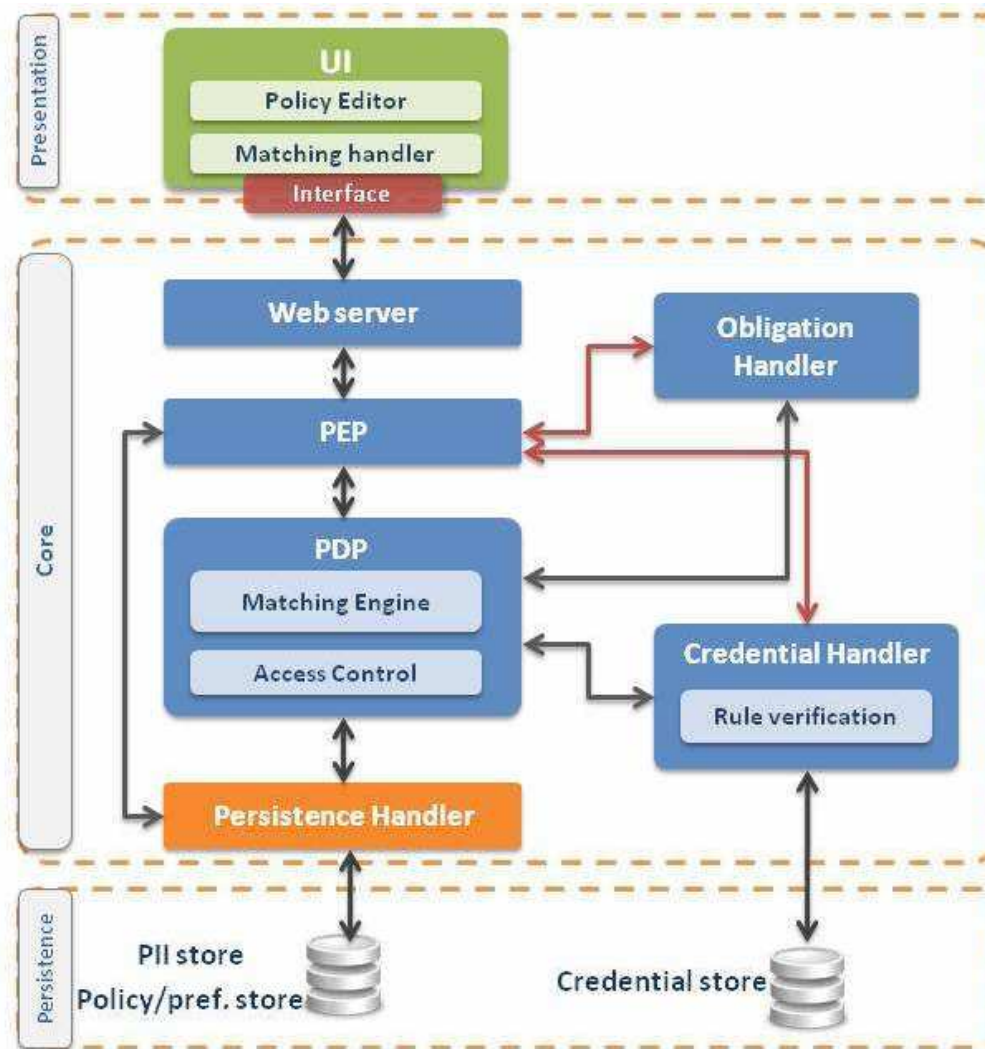 Presentation
UI
Policy Editor
Matching handler
Interface
Core
Web server
Obligation
Handler
PEP
PDP
Matching Engine
Access Control
Credential Handler
Rule verification
Persistence Handler
Persistence
PII store
Policy/pref. store
Credential store